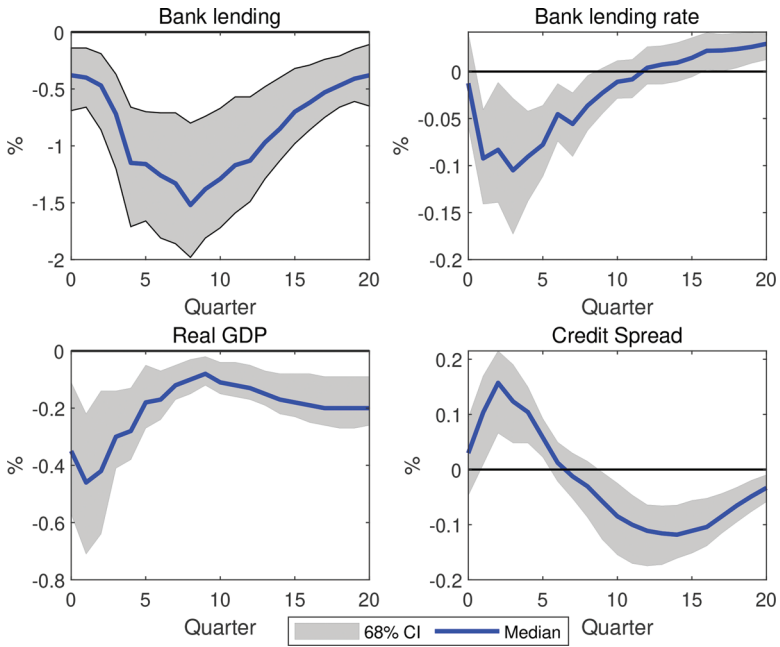 Bank lending
0
-0.5
-1
-1.5
-2
%
0 5 10 15 20
Quarter
Bank lending rate
0
-0.05
-0.1
-0.15
-0.2
%
0 5 10 15 20
Quarter
Real GDP
0
-0.2
-0.4
-0.6
-0.8
%
0 5 10 15 20
Quarter
Credit Spread
0.2
0.1
0
-0.1
-0.2
%
0 5 10 15 20
Quarter
68% CI Median